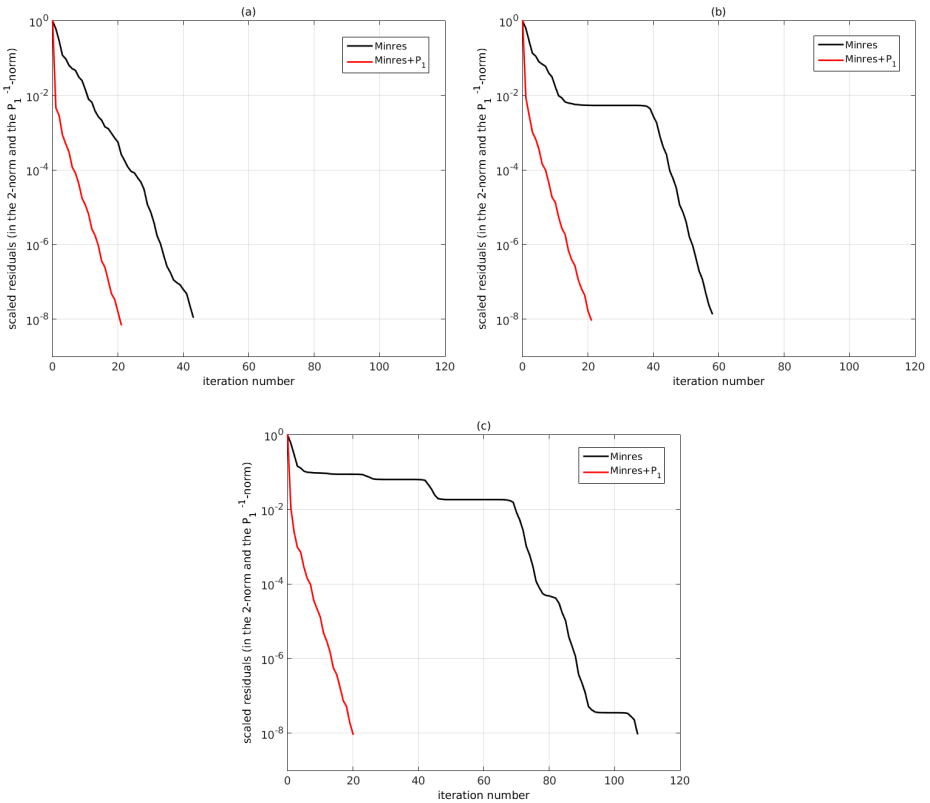 (a)
10^0
10^-2
10^-4
10^-6
10^-8
0 20 40 60 80 100 120
iteration number
scaled residuals (in the 2-norm and the P_1^-1-norm)
Minres
Minres+P_1
(b)
10^0
10^-2
10^-4
10^-6
10^-8
0 20 40 60 80 100 120
iteration number
scaled residuals (in the 2-norm and the P_1^-1-norm)
Minres
Minres+P_1
(c)
10^0
10^-2
10^-4
10^-6
10^-8
0 20 40 60 80 100 120
iteration number
scaled residuals (in the 2-norm and the P_1^-1-norm)
Minres
Minres+P_1